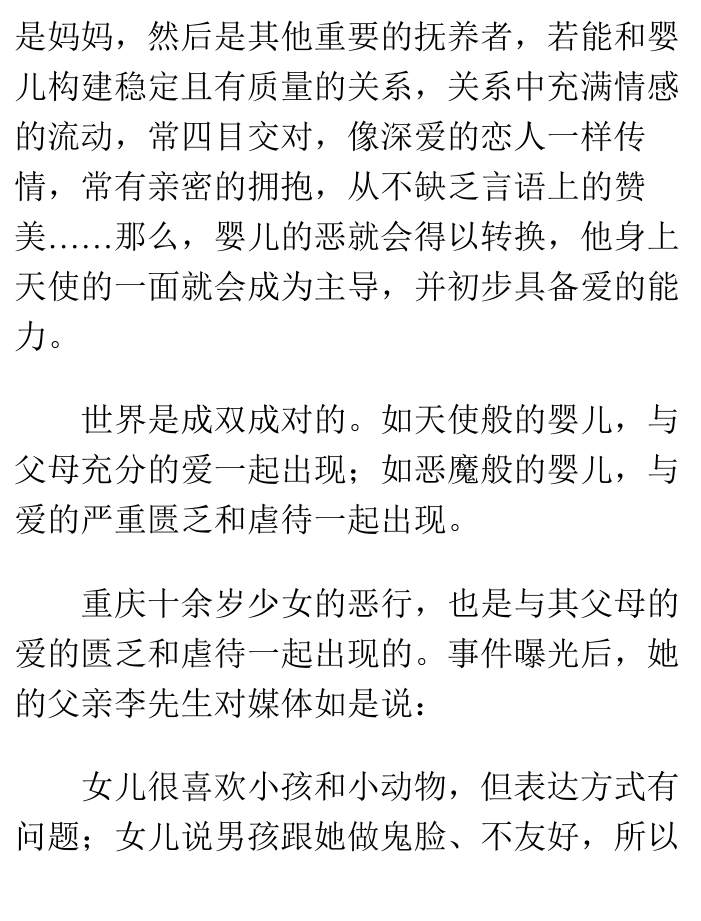 是妈妈，然后是其他重要的抚养者，若能和婴
儿构建稳定且有质量的关系，关系中充满情感
的流动，常四目交对，像深爱的恋人一样传
情，常有亲密的拥抱，从不缺乏言语上的赞
美……那么，婴儿的恶就会得以转换，他身上
天使的一面就会成为主导，并初步具备爱的能
力。
世界是成双成对的。如天使般的婴儿，与
父母充分的爱一起出现；如恶魔般的婴儿，与
爱的严重匮乏和虐待一起出现。
重庆十余岁少女的恶行，也是与其父母的
爱的匮乏和虐待一起出现的。事件曝光后，她
的父亲李先生对媒体如是说：
女儿很喜欢小孩和小动物，但表达方式有
问题；女儿说男孩跟她做鬼脸、不友好，所以